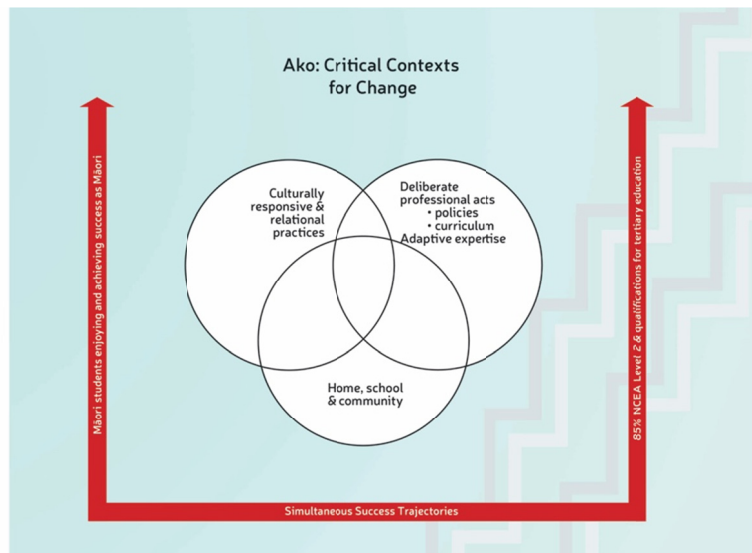 Ako: Critical Contexts
for Change
Māori students enjoying and achieving success as Māori
Culturally
responsive &
relational
practices
Deliberate
professional acts
• policies
• curriculum
Adaptive expertise
Home, school
& community
85% NCEA Level 2 & qualifications for tertiary education
Simultaneous Success Trajectories